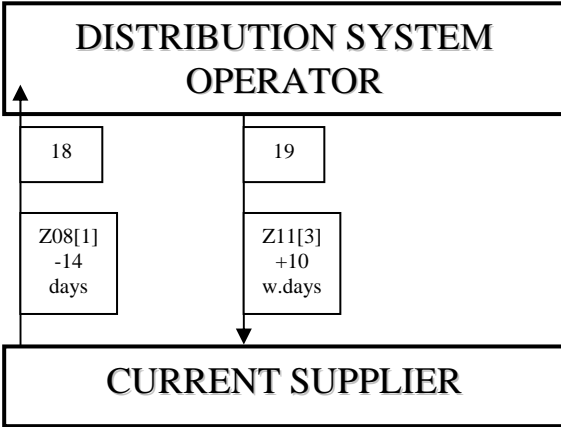 DISTRIBUTION SYSTEM
OPERATOR
18
19
Z08[1]
-14
days
Z11[3]
+10
w.days
CURRENT SUPPLIER